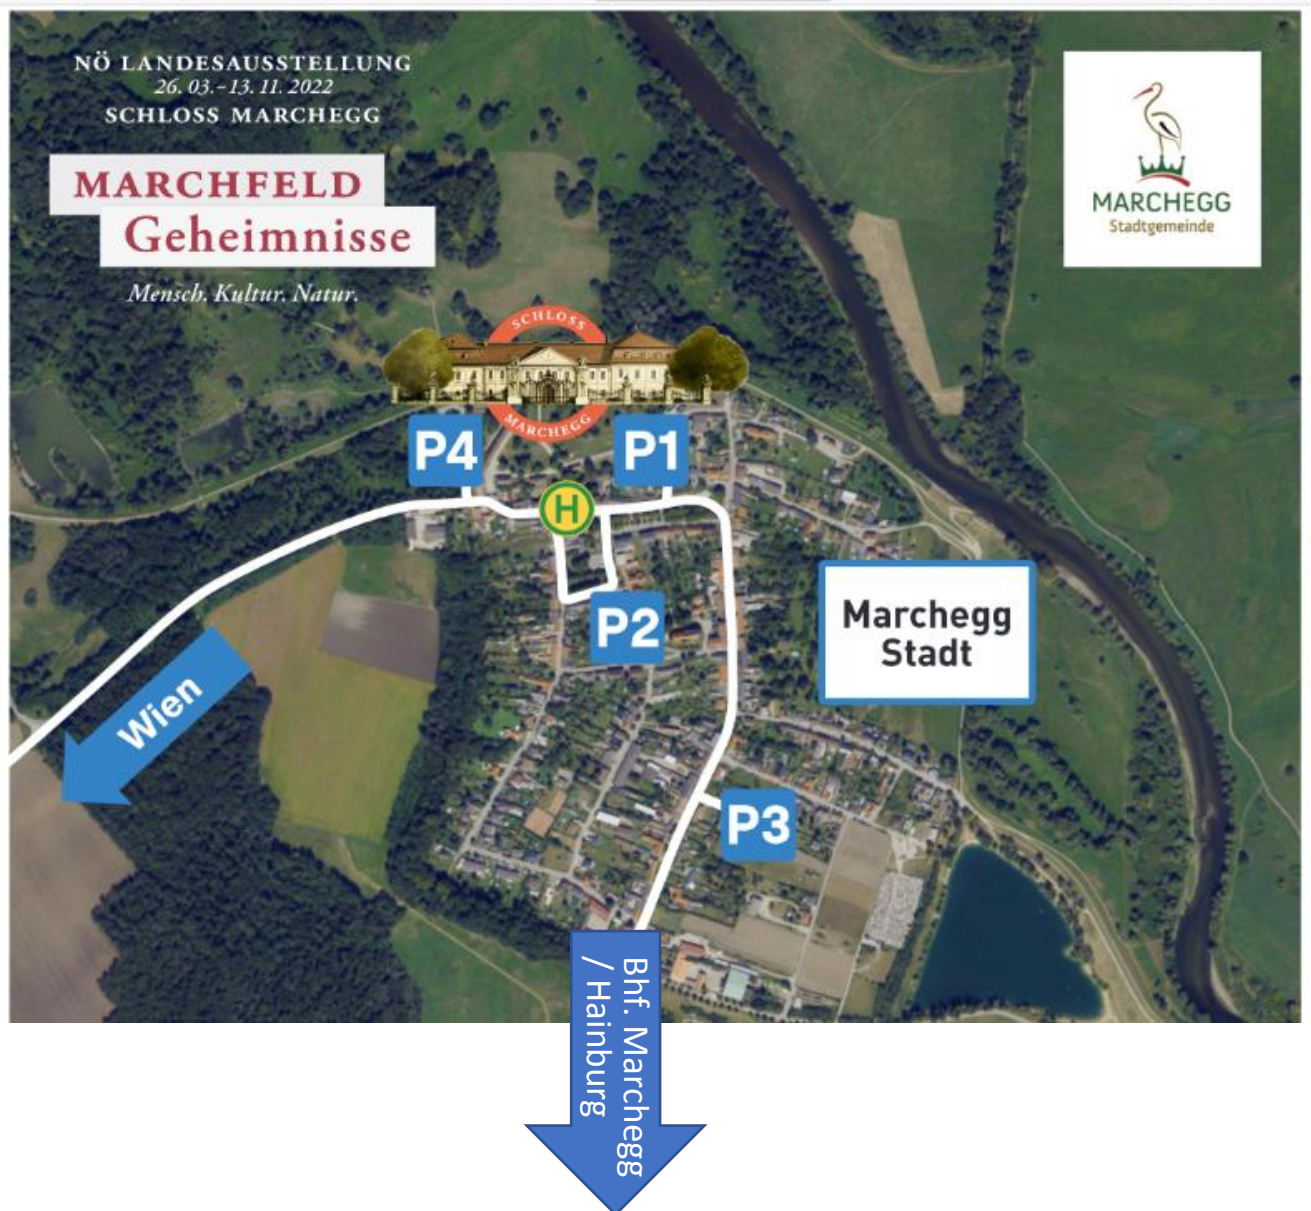 NÖ LANDESAUSSTELLUNG
26. 03.–13. 11. 2022
SCHLOSS MARCHEGG
MARCHFELD
Geheimnisse
Mensch. Kultur. Natur.
MARCHEGG
Stadtgemeinde
SCHLOSS
MARCHEGG
P4
P1
H
P2
Marchegg
Stadt
Wien
P3
Bhf. Marchegg
/ Hainburg